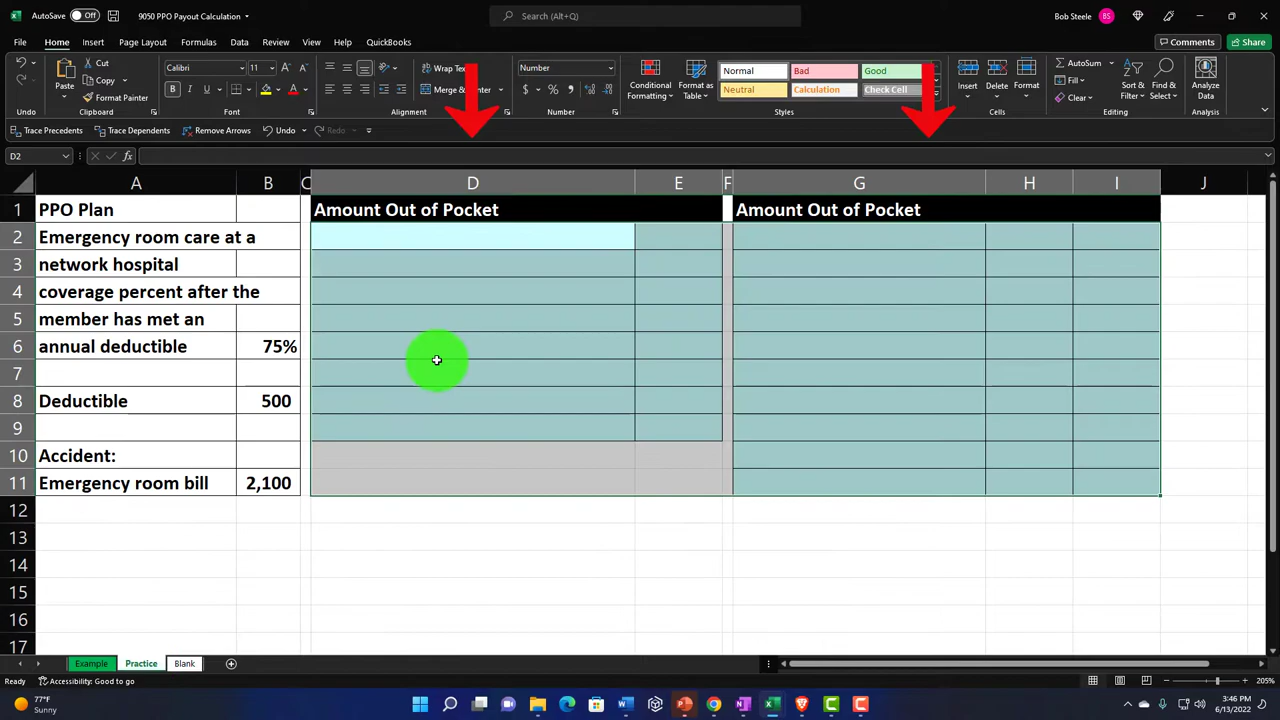 AutoSave Off 9050 PPO Payout Calculation Search (Alt+Q) Bob Steele BS
File Home Insert Page Layout Formulas Data Review View Help QuickBooks Comments Share
Cut Calibri 11 Wrap Text Number Normal Bad Good AutoSum
Paste Copy Fill
Format Painter B I U Merge & Center $ % Conditional Formatting Format as Table Neutral Calculation Check Cell Insert Delete Format Clear Sort & Filter Find & Select Analyze Data
Undo Clipboard Font Alignment Number Styles Cells Editing Analysis
Trace Precedents Trace Dependents Remove Arrows Undo Redo
D2 fx
A B C D E F G H I J
1 PPO Plan Amount Out of Pocket Amount Out of Pocket
2 Emergency room care at a
3 network hospital
4 coverage percent after the
5 member has met an
6 annual deductible 75%
7
8 Deductible 500
9
10 Accident:
11 Emergency room bill 2,100
12
13
14
15
16
17
Example Practice Blank
Ready Accessibility: Good to go 205%
77°F
Sunny
3:46 PM
6/13/2022